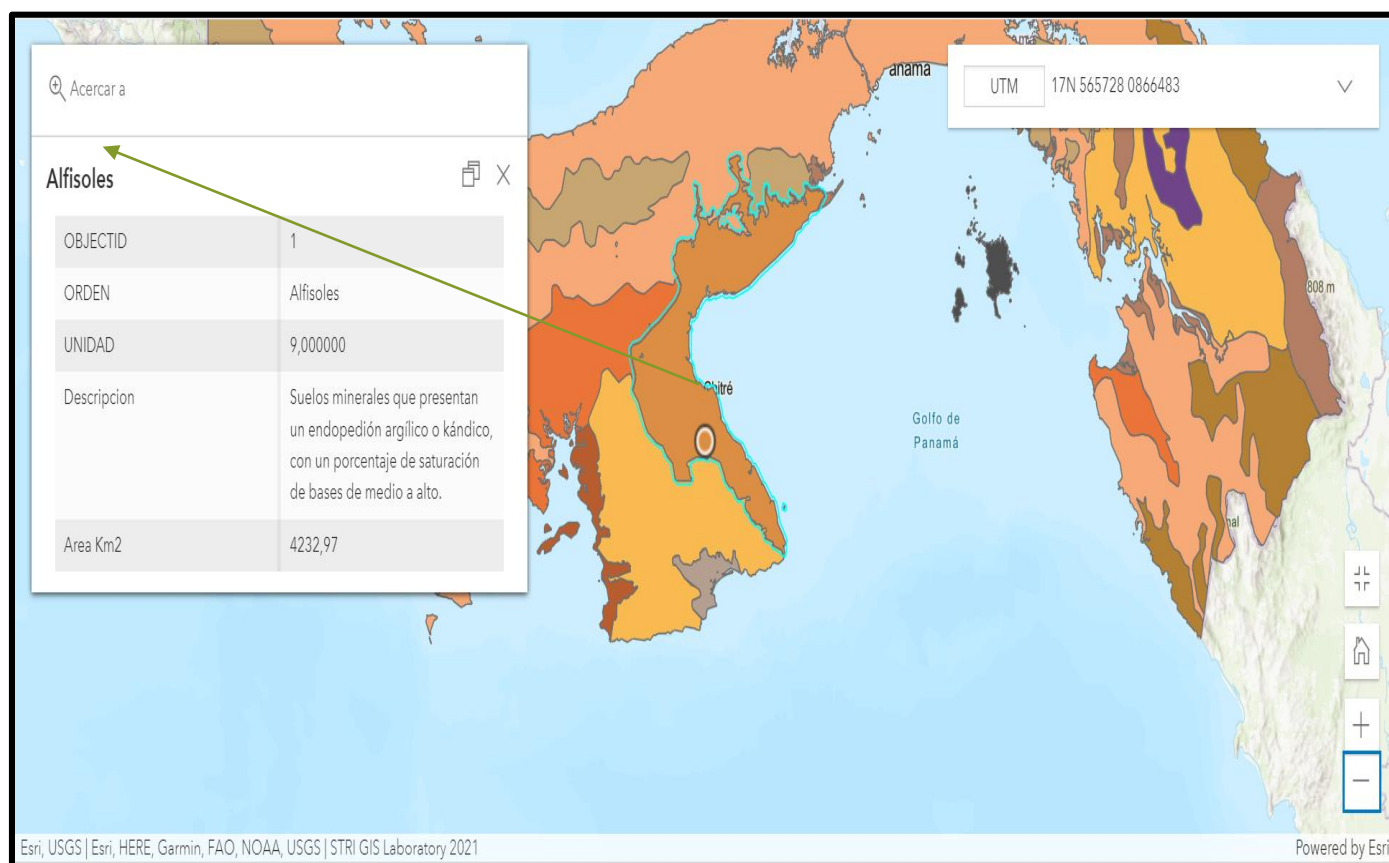 Acercar a
Alfisoles
OBJECTID 1
ORDEN Alfisoles
UNIDAD 9,000000
Descripcion Suelos minerales que presentan
un endopedión argílico o kándico,
con un porcentaje de saturación
de bases de medio a alto.
Area Km2 4232,97
anama
UTM 17N 565728 0866483
808 m
Chitré
Golfo de
Panamá
nal
Esri, USGS | Esri, HERE, Garmin, FAO, NOAA, USGS | STRI GIS Laboratory 2021
Powered by Esri